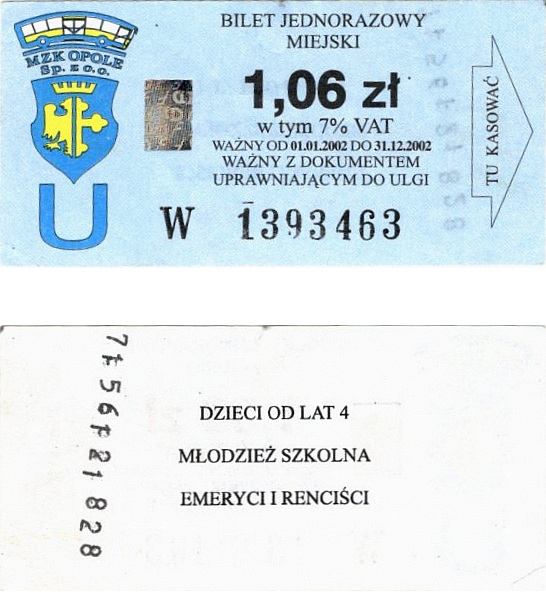 MZK OPOLE
Sp. z o.o.
U
BILET JEDNORAZOWY
MIEJSKI
1,06 zł
w tym 7% VAT
WAŻNY OD 01.01.2002 DO 31.12.2002
WAŻNY Z DOKUMENTEM
UPRAWNIAJĄCYM DO ULGI
W 1393463
TU KASOWAĆ
DZIECI OD LAT 4
MŁODZIEŻ SZKOLNA
EMERYCI I RENCIŚCI